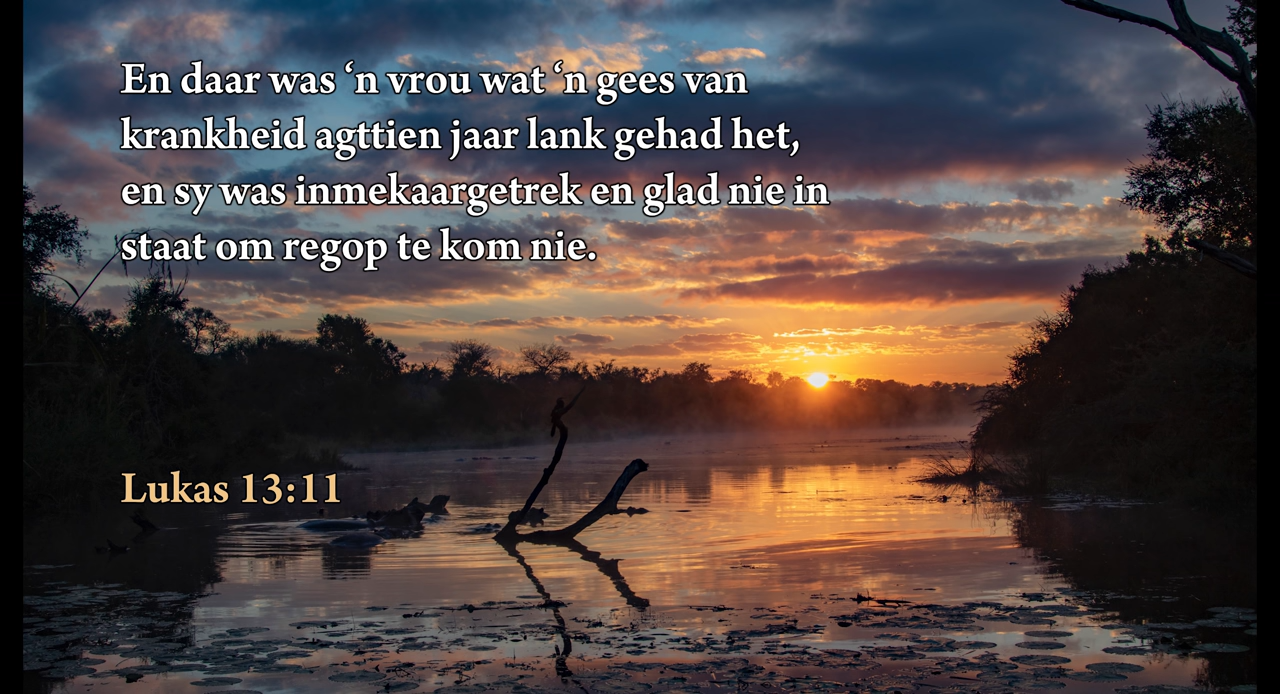 En daar was ‘n vrou wat ‘n gees van
krankheid agttien jaar lank gehad het,
en sy was inmekaargetrek en glad nie in
staat om regop te kom nie.
Lukas 13:11